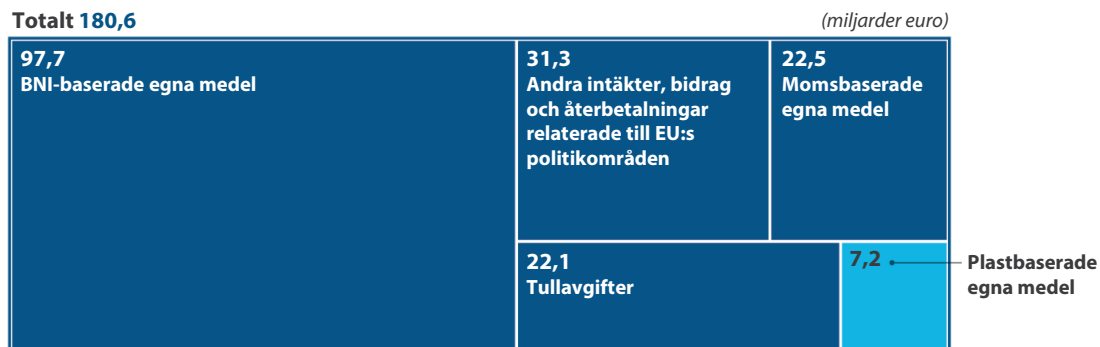 Totalt 180,6
(miljarder euro)
97,7
BNI-baserade egna medel
31,3
Andra intäkter, bidrag
och återbetalningar
relaterade till EU:s
politikområden
22,5
Momsbaserade
egna medel
22,1
Tullavgifter
7,2
Plastbaserade
egna medel